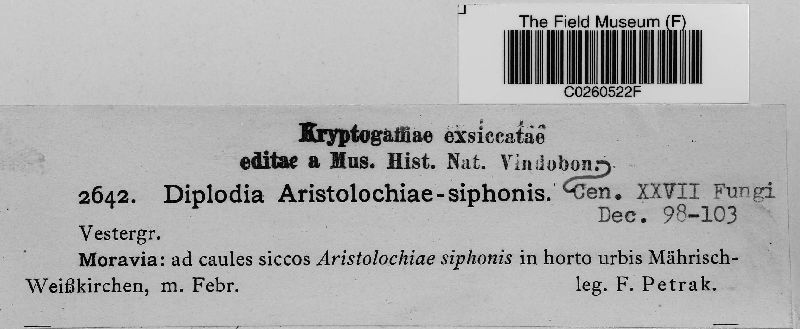 The Field Museum (F)
C0260522F
Kryptogamae exsiccatae
editae a Mus. Hist. Nat. Vindobon.
2642. Diplodia Aristolochiae-siphonis. Cen. XXVII Fungi
Dec. 98-103
Vestergr.
Moravia: ad caules siccos Aristolochiae siphonis in horto urbis Mährisch-
Weißkirchen, m. Febr. leg. F. Petrak.